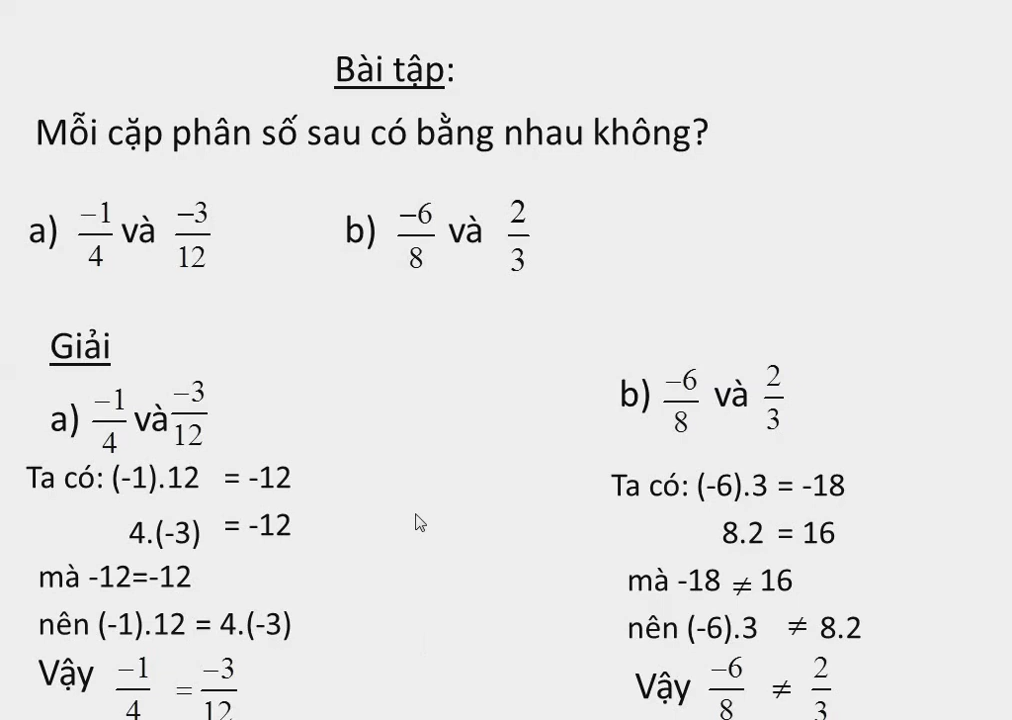 Bài tập:
Mỗi cặp phân số sau có bằng nhau không?
a) −1/4 và −3/12 b) −6/8 và 2/3
Giải
a) −1/4 và −3/12
Ta có: (-1).12 = -12
4.(-3) = -12
mà -12=-12
nên (-1).12 = 4.(-3)
Vậy −1/4 = −3/12
b) −6/8 và 2/3
Ta có: (-6).3 = -18
8.2 = 16
mà -18 ≠ 16
nên (-6).3 ≠ 8.2
Vậy −6/8 ≠ 2/3